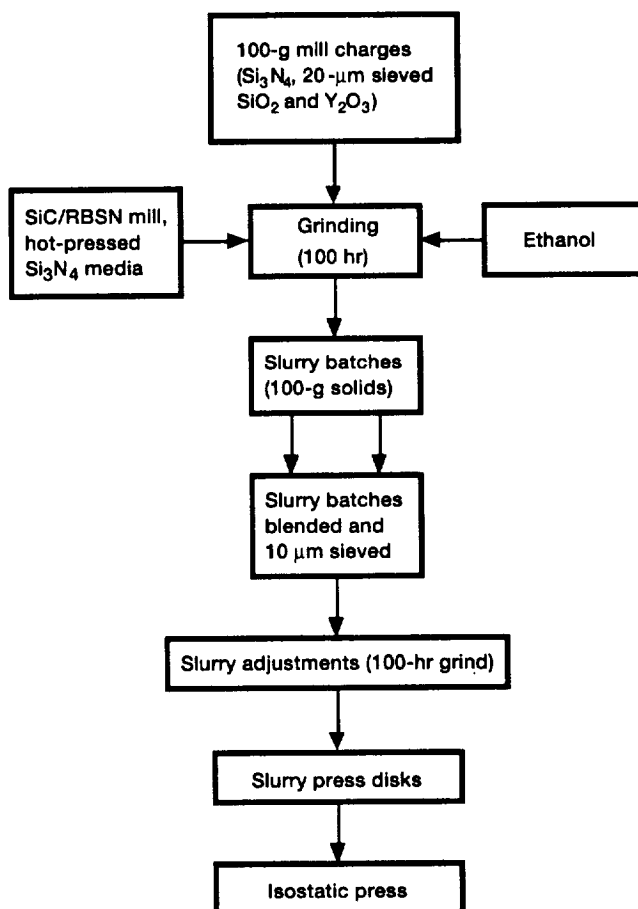 100-g mill charges
(Si3N4, 20-μm sieved
SiO2 and Y2O3)
SiC/RBSN mill,
hot-pressed
Si3N4 media
Grinding
(100 hr)
Ethanol
Slurry batches
(100-g solids)
Slurry batches
blended and
10 μm sieved
Slurry adjustments (100-hr grind)
Slurry press disks
Isostatic press